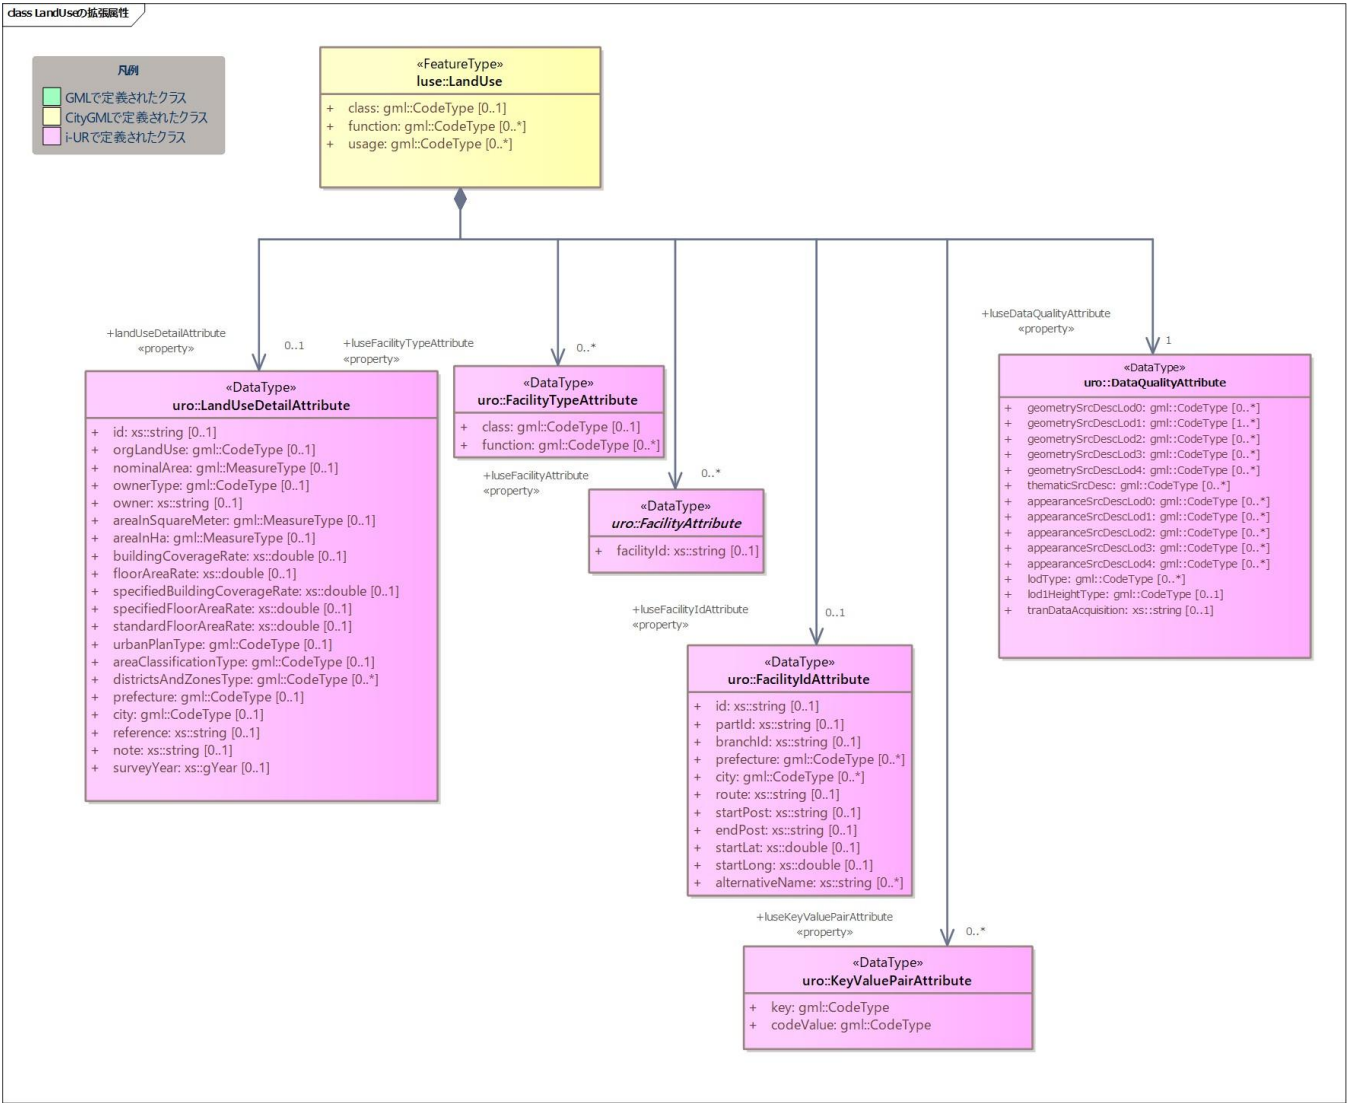 class LandUseの拡張属性
凡例
GMLで定義されたクラス
CityGMLで定義されたクラス
i-URで定義されたクラス
«FeatureType»
luse::LandUse
+ class: gml::CodeType [0..1]
+ function: gml::CodeType [0..*]
+ usage: gml::CodeType [0..*]
+landUseDetailAttribute
«property»
0..1
«DataType»
uro::LandUseDetailAttribute
+ id: xs::string [0..1]
+ orgLandUse: gml::CodeType [0..1]
+ nominalArea: gml::MeasureType [0..1]
+ ownerType: gml::CodeType [0..1]
+ owner: xs::string [0..1]
+ areaInSquareMeter: gml::MeasureType [0..1]
+ areaInHa: gml::MeasureType [0..1]
+ buildingCoverageRate: xs::double [0..1]
+ floorAreaRate: xs::double [0..1]
+ specifiedBuildingCoverageRate: xs::double [0..1]
+ specifiedFloorAreaRate: xs::double [0..1]
+ standardFloorAreaRate: xs::double [0..1]
+ urbanPlanType: gml::CodeType [0..1]
+ areaClassificationType: gml::CodeType [0..1]
+ districtsAndZonesType: gml::CodeType [0..*]
+ prefecture: gml::CodeType [0..1]
+ city: gml::CodeType [0..1]
+ reference: xs::string [0..1]
+ note: xs::string [0..1]
+ surveyYear: xs::gYear [0..1]
+luseFacilityTypeAttribute
«property»
0..*
«DataType»
uro::FacilityTypeAttribute
+ class: gml::CodeType [0..1]
+ function: gml::CodeType [0..*]
+luseFacilityAttribute
«property»
0..*
«DataType»
uro::FacilityAttribute
+ facilityId: xs::string [0..1]
+luseFacilityIdAttribute
«property»
0..1
«DataType»
uro::FacilityIdAttribute
+ id: xs::string [0..1]
+ partId: xs::string [0..1]
+ branchId: xs::string [0..1]
+ prefecture: gml::CodeType [0..*]
+ city: gml::CodeType [0..*]
+ route: xs::string [0..1]
+ startPost: xs::string [0..1]
+ endPost: xs::string [0..1]
+ startLat: xs::double [0..1]
+ startLong: xs::double [0..1]
+ alternativeName: xs::string [0..*]
+luseKeyValuePairAttribute
«property»
0..*
«DataType»
uro::KeyValuePairAttribute
+ key: gml::CodeType
+ codeValue: gml::CodeType
+luseDataQualityAttribute
«property»
1
«DataType»
uro::DataQualityAttribute
+ geometrySrcDescLod0: gml::CodeType [0..*]
+ geometrySrcDescLod1: gml::CodeType [1..*]
+ geometrySrcDescLod2: gml::CodeType [0..*]
+ geometrySrcDescLod3: gml::CodeType [0..*]
+ geometrySrcDescLod4: gml::CodeType [0..*]
+ thematicSrcDesc: gml::CodeType [0..*]
+ appearanceSrcDescLod0: gml::CodeType [0..*]
+ appearanceSrcDescLod1: gml::CodeType [0..*]
+ appearanceSrcDescLod2: gml::CodeType [0..*]
+ appearanceSrcDescLod3: gml::CodeType [0..*]
+ appearanceSrcDescLod4: gml::CodeType [0..*]
+ lodType: gml::CodeType [0..*]
+ lod1HeightType: gml::CodeType [0..1]
+ tranDataAcquisition: xs::string [0..1]